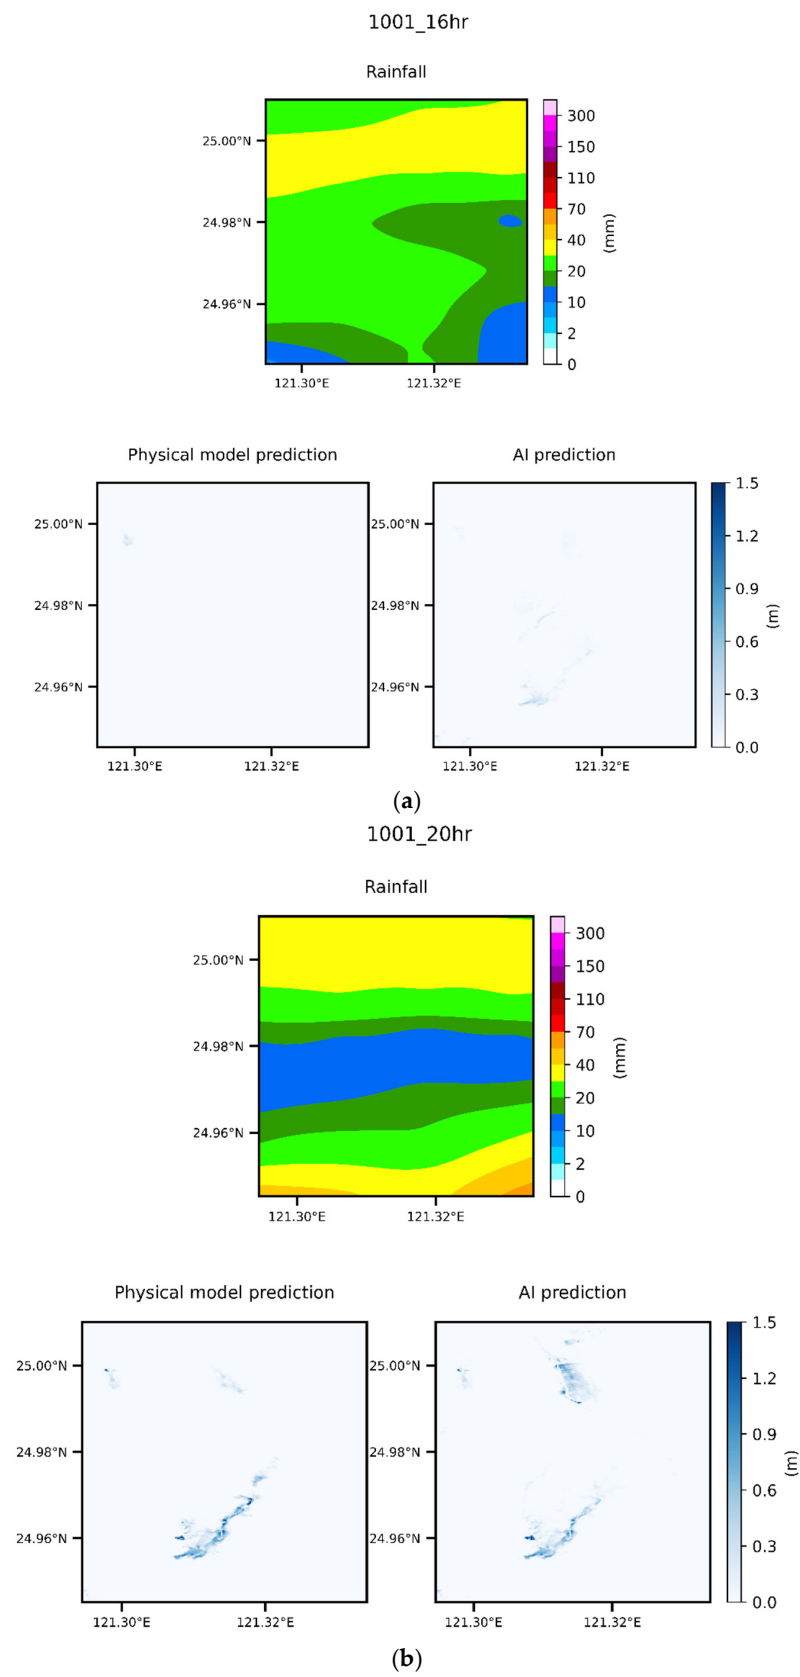 1001_16hr
Rainfall
25.00°N
24.98°N
24.96°N
121.30°E 121.32°E
300
150
110
70
40
20
10
2
0
(mm)
Physical model prediction AI prediction
25.00°N
24.98°N
24.96°N
121.30°E 121.32°E
25.00°N
24.98°N
24.96°N
121.30°E 121.32°E
1.5
1.2
0.9
0.6
0.3
0.0
(m)
(a)
1001_20hr
Rainfall
25.00°N
24.98°N
24.96°N
121.30°E 121.32°E
300
150
110
70
40
20
10
2
0
(mm)
Physical model prediction AI prediction
25.00°N
24.98°N
24.96°N
121.30°E 121.32°E
25.00°N
24.98°N
24.96°N
121.30°E 121.32°E
1.5
1.2
0.9
0.6
0.3
0.0
(m)
(b)